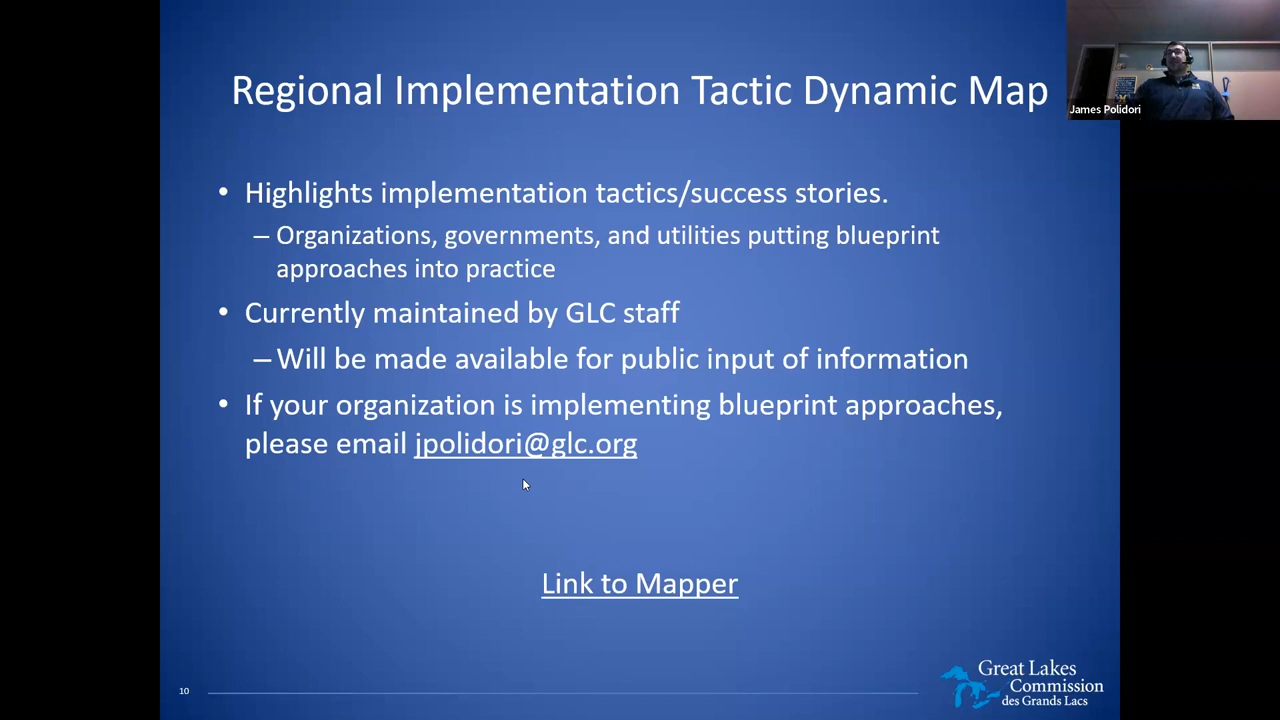 Regional Implementation Tactic Dynamic Map
James Polidori
• Highlights implementation tactics/success stories.
– Organizations, governments, and utilities putting blueprint
approaches into practice
• Currently maintained by GLC staff
– Will be made available for public input of information
• If your organization is implementing blueprint approaches,
please email jpolidori@glc.org
Link to Mapper
10
Great Lakes
Commission
des Grands Lacs